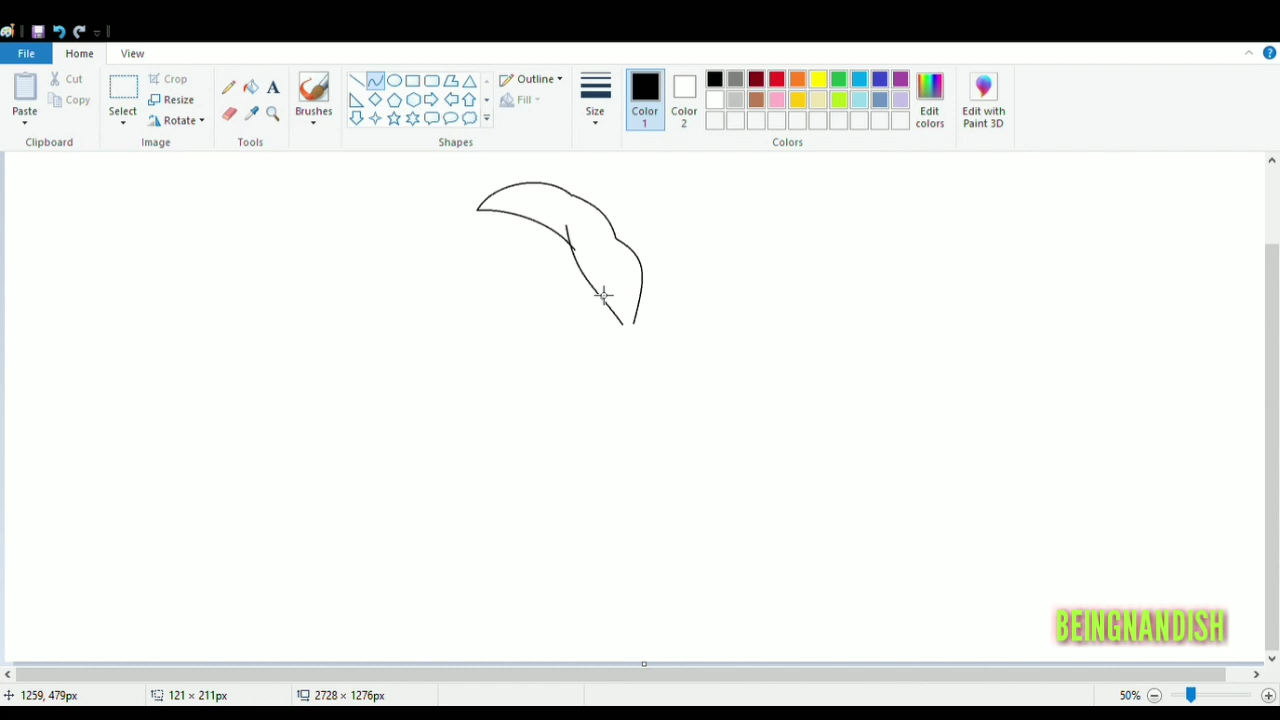 File Home View
Paste Cut Copy Select Crop Resize Rotate A Brushes Outline Fill Size Color 1 Color 2 Edit colors Edit with Paint 3D
Clipboard Image Tools Shapes Colors
BEINGNANDISH
1259, 479px 121 × 211px 2728 × 1276px 50%